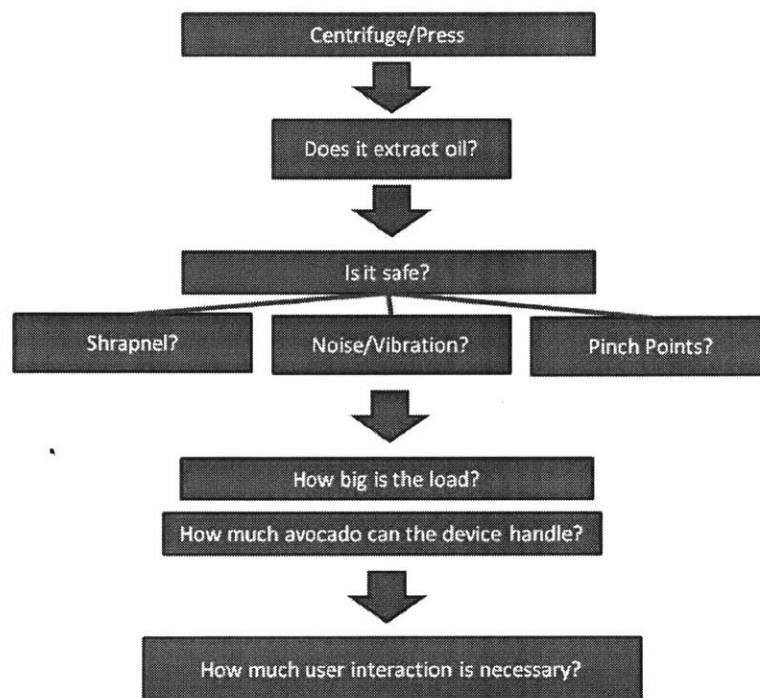 Centrifuge/Press
Does it extract oil?
Is it safe?
Shrapnel?
Noise/Vibration?
Pinch Points?
How big is the load?
How much avocado can the device handle?
How much user interaction is necessary?